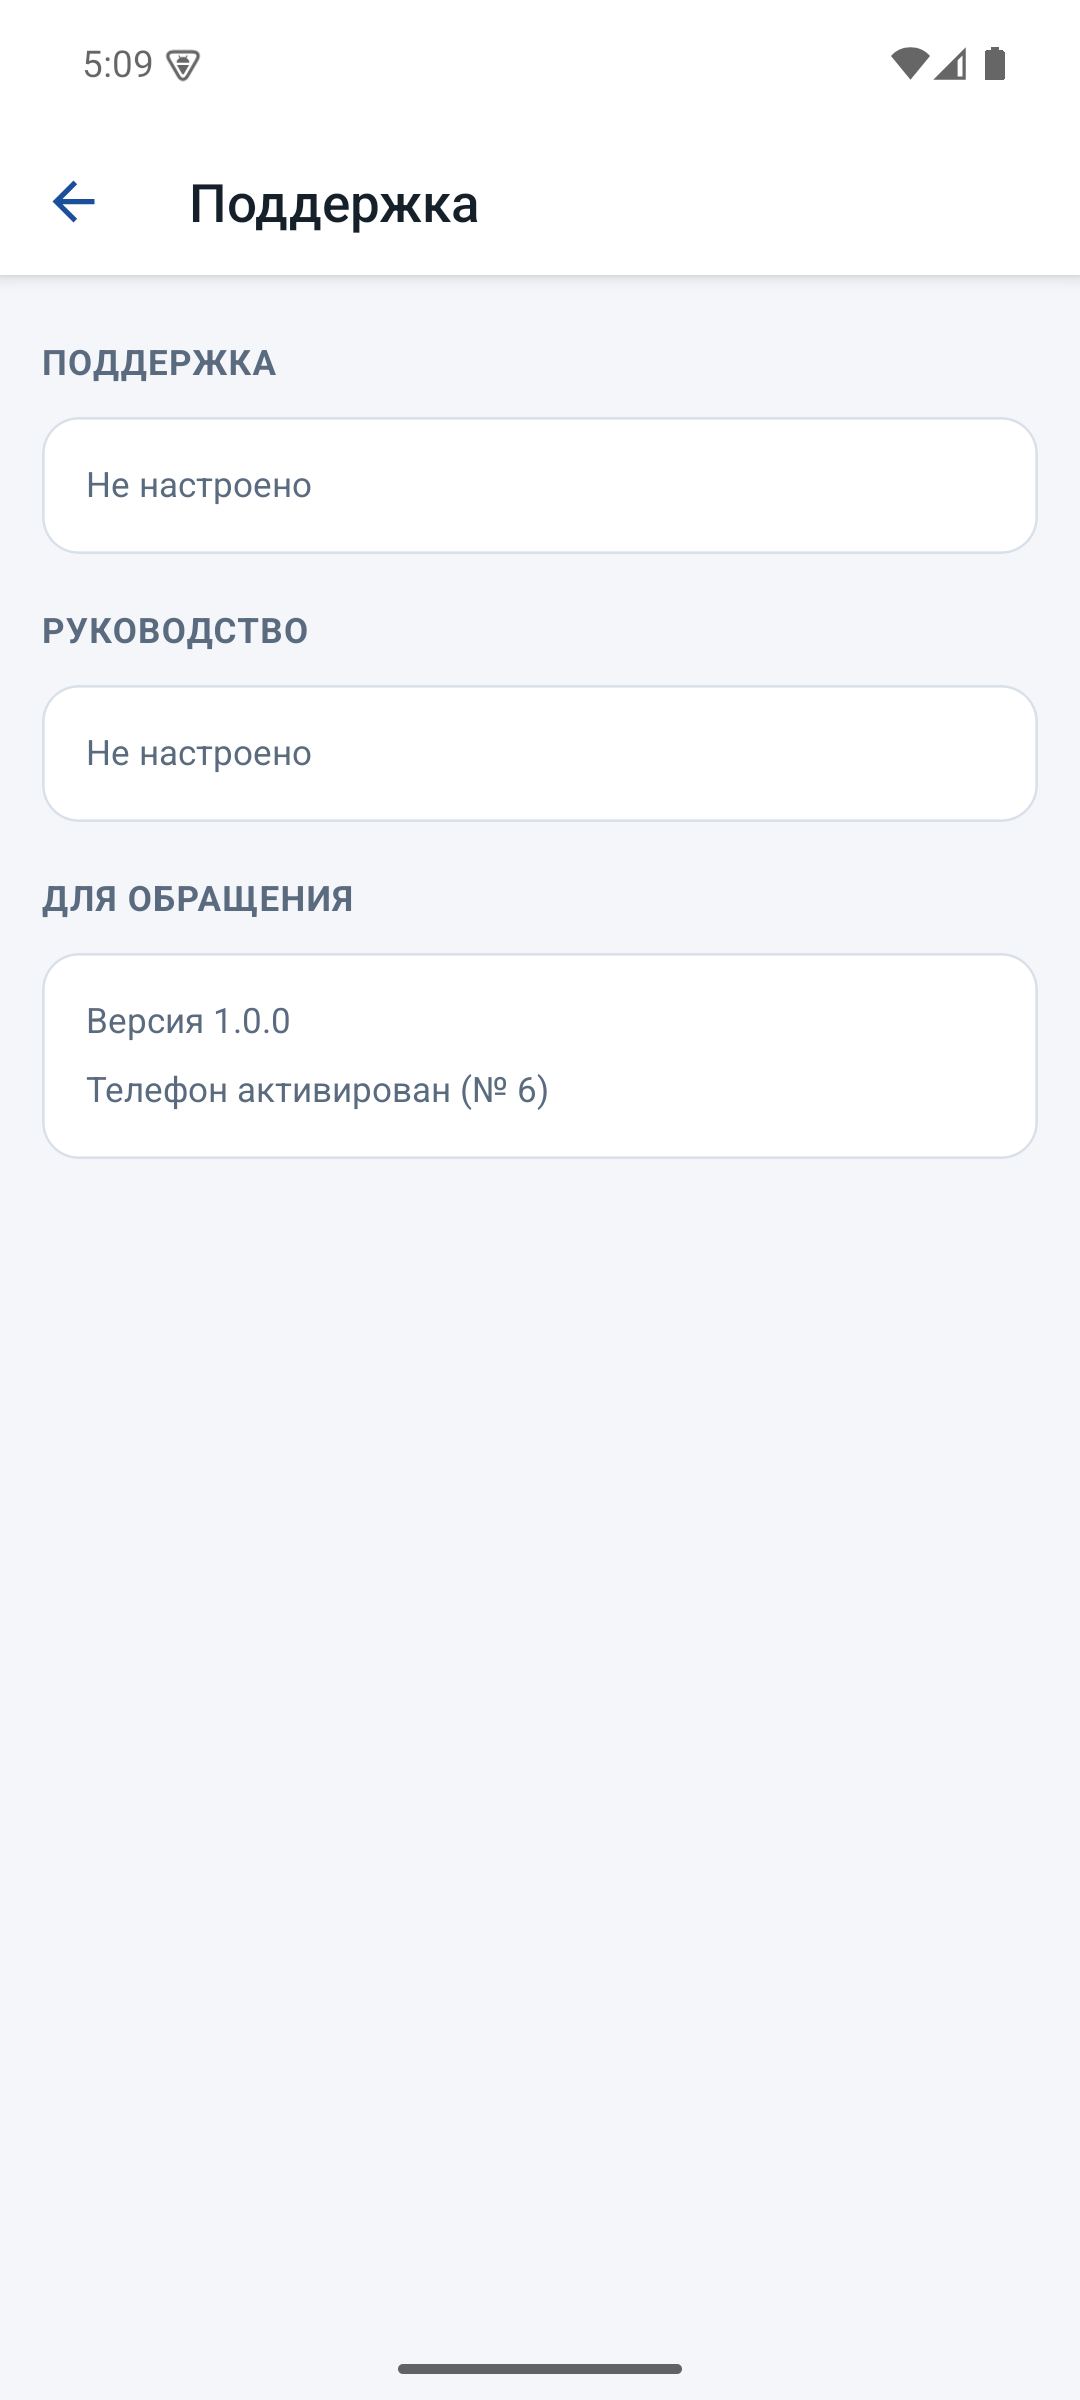 5:09
Поддержка
ПОДДЕРЖКА
Не настроено
РУКОВОДСТВО
Не настроено
ДЛЯ ОБРАЩЕНИЯ
Версия 1.0.0
Телефон активирован (№ 6)